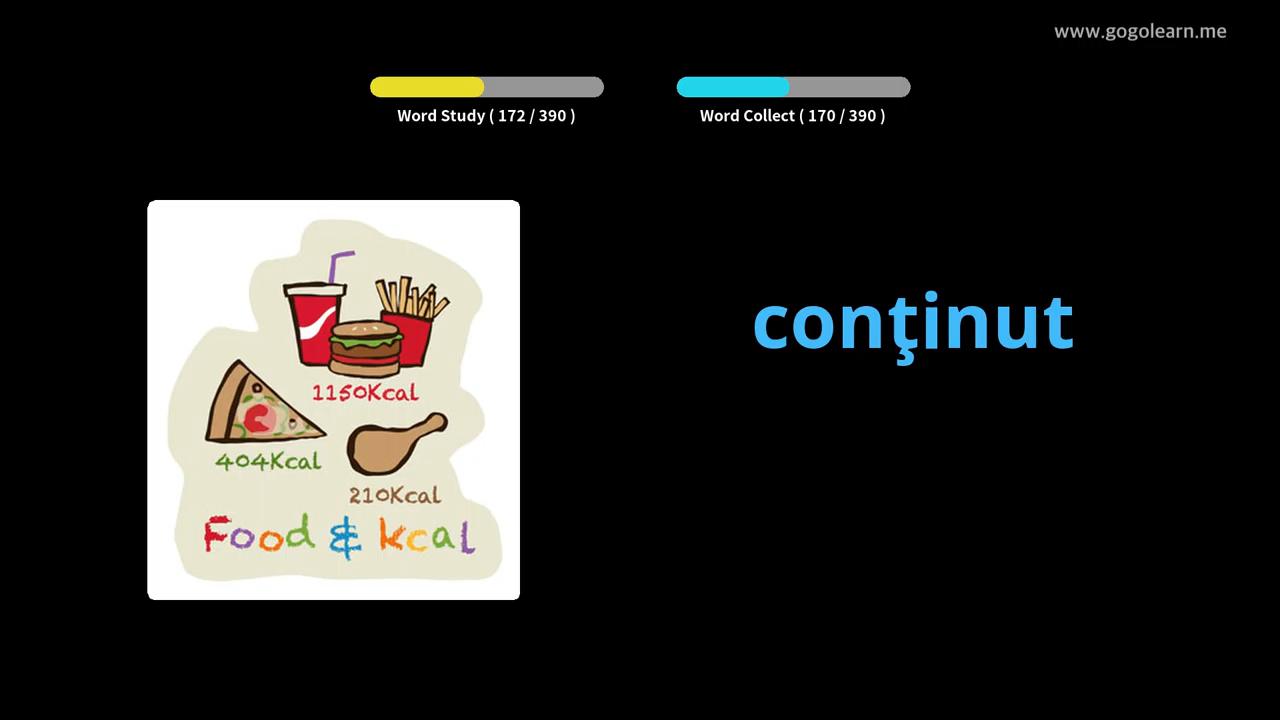 www.gogolearn.me
Word Study ( 172 / 390 )
Word Collect ( 170 / 390 )
conţinut
1150Kcal
404Kcal
210Kcal
Food & kcal